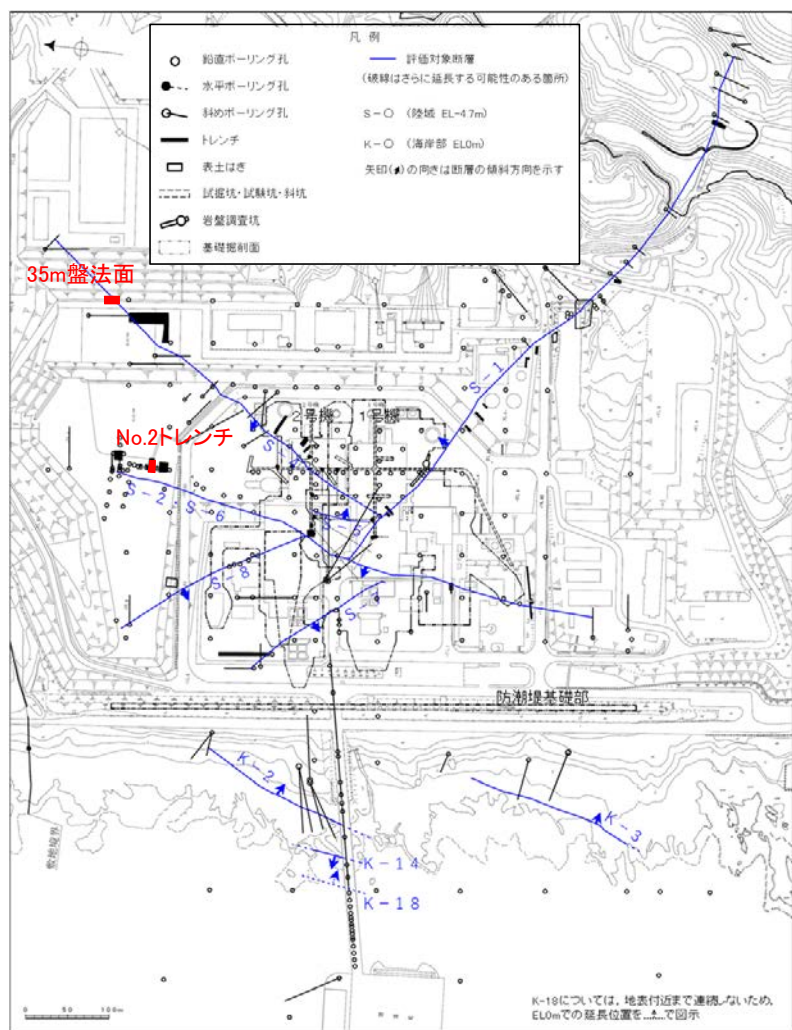 凡 例
鉛直ボーリング孔
水平ボーリング孔
斜めボーリング孔
トレンチ
表土はぎ
試掘坑・試験坑・斜坑
岩盤調査坑
基礎掘削面
評価対象断層
(破線はさらに延長する可能性のある箇所)
S-○ (陸域 EL-4.7m)
K-○ (海岸部 EL0m)
矢印( )の向きは断層の傾斜方向を示す
35m盤法面
No.2トレンチ
2号機
1号機
S-1
S-4
S-2・S-6
S-5
S-8
S-7
防潮堤基礎部
K-2
K-3
K-14
K-18
敷地境界
0 50 100m
K-18については、地表付近まで連続しないため、
EL0mでの延長位置を で図示